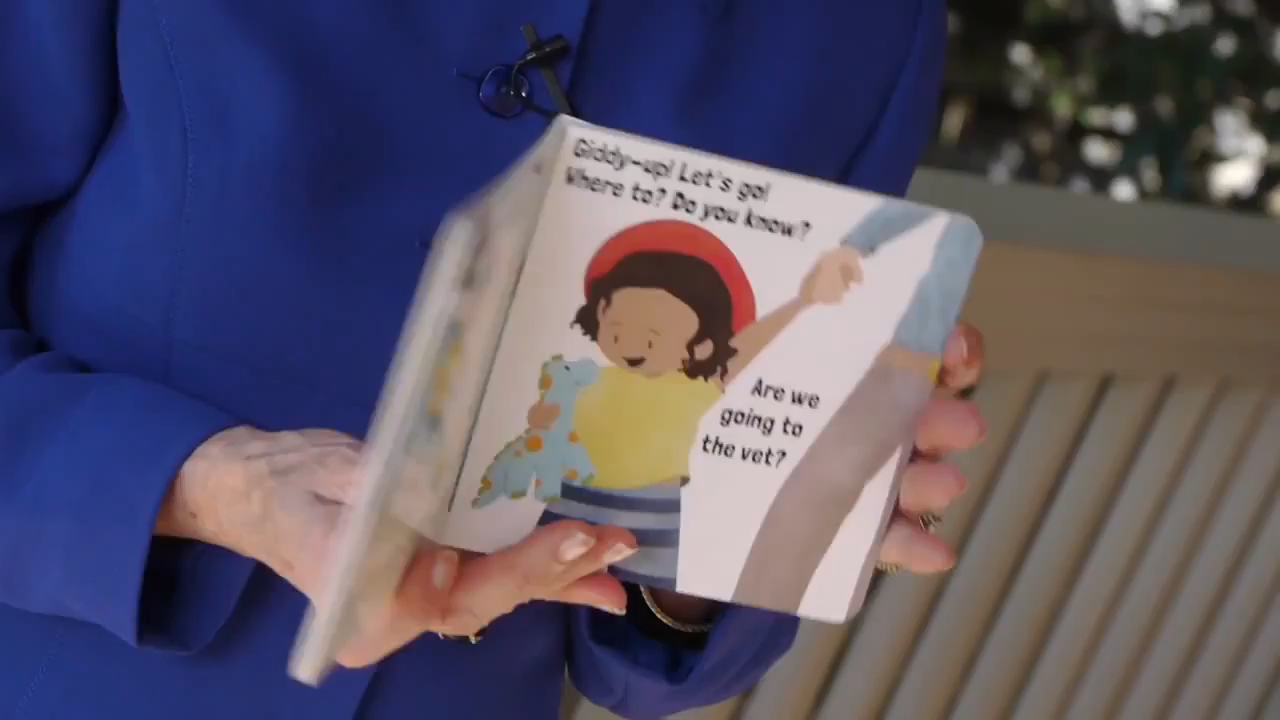 Giddy-up! Let's go!
Where to? Do you know?
Are we
going to
the vet?